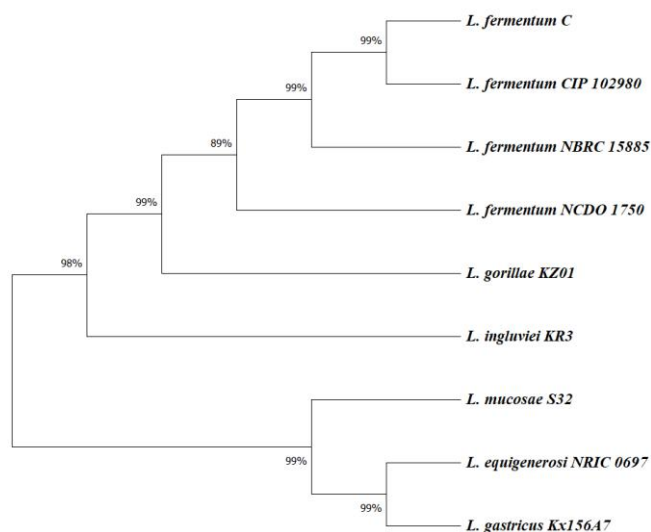 99%
L. fermentum C
99%
L. fermentum CIP 102980
89%
L. fermentum NBRC 15885
99%
L. fermentum NCDO 1750
98%
L. gorillae KZ01
L. ingluviei KR3
L. mucosae S32
99%
L. equigenerosi NRIC 0697
99%
L. gastricus Kx156A7